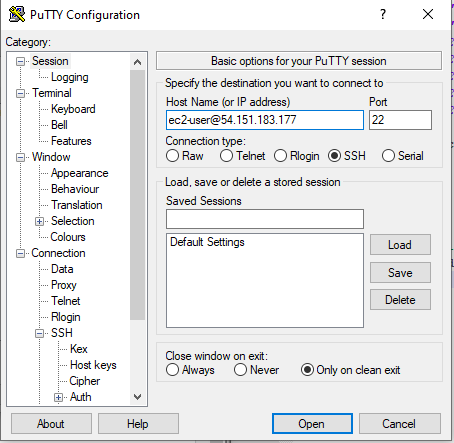 PuTTY Configuration
Category:
Session
Logging
Terminal
Keyboard
Bell
Features
Window
Appearance
Behaviour
Translation
Selection
Colours
Connection
Data
Proxy
Telnet
Rlogin
SSH
Kex
Host keys
Cipher
Auth
Basic options for your PuTTY session
Specify the destination you want to connect to
Host Name (or IP address) Port
ec2-user@54.151.183.177 22
Connection type:
Raw Telnet Rlogin SSH Serial
Load, save or delete a stored session
Saved Sessions
Default Settings
Load
Save
Delete
Close window on exit:
Always Never Only on clean exit
About Help Open Cancel